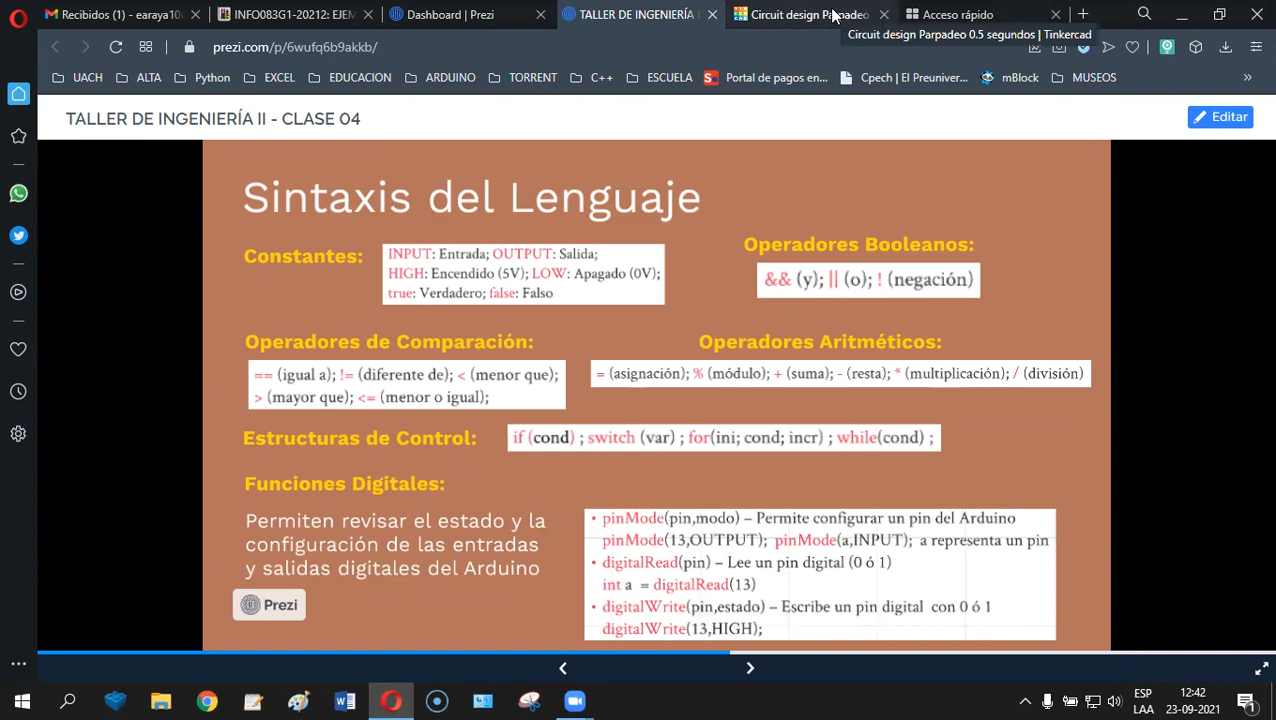 Recibidos (1) - earaya10
INFO083G1-20212: EJEM
Dashboard | Prezi
TALLER DE INGENIERÍA I
Circuit design Parpadeo
Acceso rápido
Circuit design Parpadeo 0.5 segundos | Tinkercad
prezi.com/p/6wufq6b9akkb/
UACH
ALTA
Python
EXCEL
EDUCACION
ARDUINO
TORRENT
C++
ESCUELA
Portal de pagos en...
Cpech | El Preuniver...
mBlock
MUSEOS
TALLER DE INGENIERÍA II - CLASE 04
Editar
Sintaxis del Lenguaje
Constantes:
INPUT: Entrada; OUTPUT: Salida;
HIGH: Encendido (5V); LOW: Apagado (0V);
true: Verdadero; false: Falso
Operadores Booleanos:
&& (y); || (o); ! (negación)
Operadores de Comparación:
== (igual a); != (diferente de); < (menor que);
> (mayor que); <= (menor o igual);
Operadores Aritméticos:
= (asignación); % (módulo); + (suma); - (resta); * (multiplicación); / (división)
Estructuras de Control:
if (cond) ; switch (var) ; for(ini; cond; incr) ; while(cond) ;
Funciones Digitales:
Permiten revisar el estado y la
configuración de las entradas
y salidas digitales del Arduino
• pinMode(pin,modo) – Permite configurar un pin del Arduino
pinMode(13,OUTPUT); pinMode(a,INPUT); a representa un pin
• digitalRead(pin) – Lee un pin digital (0 ó 1)
int a = digitalRead(13)
• digitalWrite(pin,estado) – Escribe un pin digital con 0 ó 1
digitalWrite(13,HIGH);
Prezi
ESP
LAA
12:42
23-09-2021
1